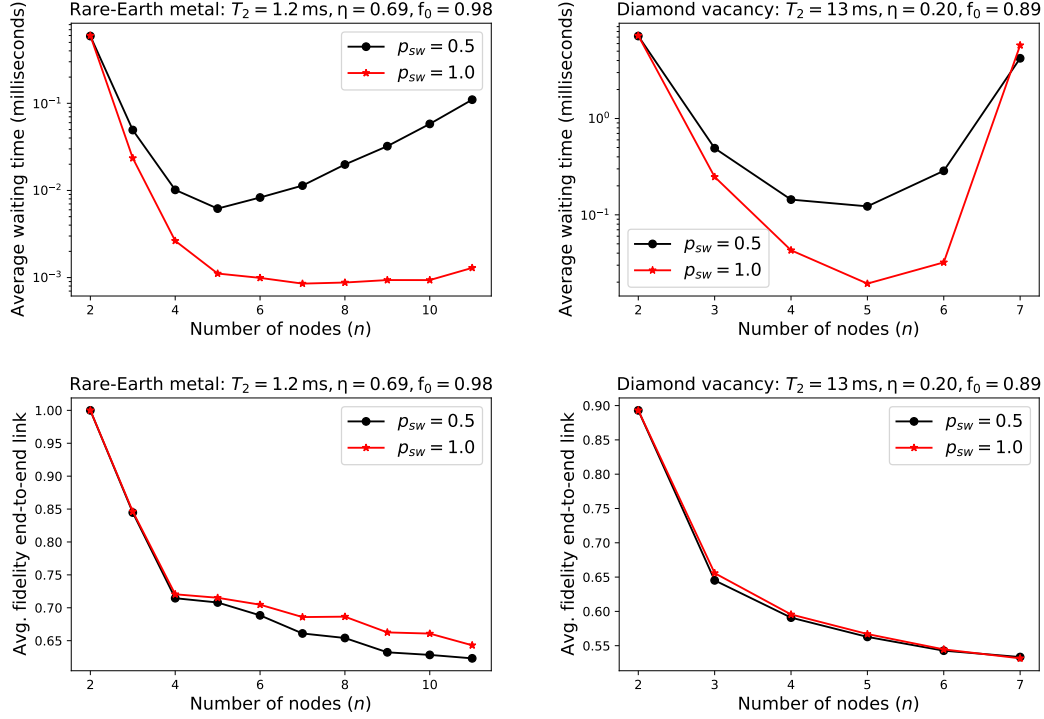 Rare-Earth metal: T₂ = 1.2 ms, η = 0.69, f₀ = 0.98
Average waiting time (milliseconds)
10⁻¹
10⁻²
10⁻³
p_sw = 0.5
p_sw = 1.0
2 4 6 8 10
Number of nodes (n)
Diamond vacancy: T₂ = 13 ms, η = 0.20, f₀ = 0.89
Average waiting time (milliseconds)
10⁰
10⁻¹
p_sw = 0.5
p_sw = 1.0
2 3 4 5 6 7
Number of nodes (n)
Rare-Earth metal: T₂ = 1.2 ms, η = 0.69, f₀ = 0.98
Avg. fidelity end-to-end link
1.00
0.95
0.90
0.85
0.80
0.75
0.70
0.65
p_sw = 0.5
p_sw = 1.0
2 4 6 8 10
Number of nodes (n)
Diamond vacancy: T₂ = 13 ms, η = 0.20, f₀ = 0.89
Avg. fidelity end-to-end link
0.90
0.85
0.80
0.75
0.70
0.65
0.60
0.55
p_sw = 0.5
p_sw = 1.0
2 3 4 5 6 7
Number of nodes (n)